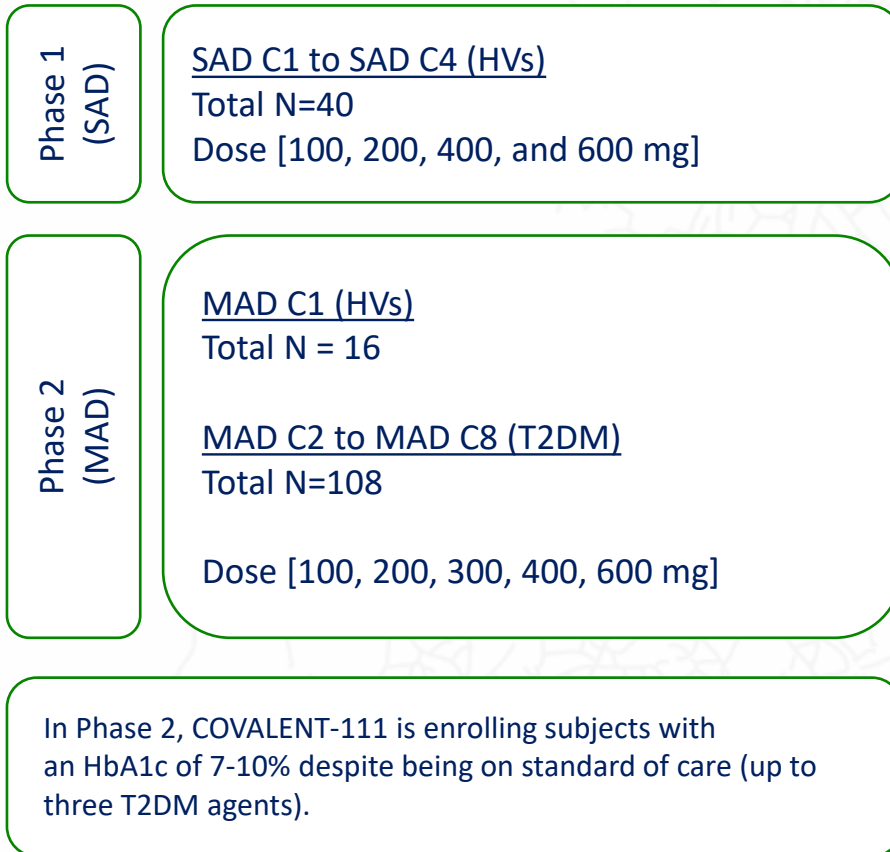 Phase 1
(SAD)
SAD C1 to SAD C4 (HVs)
Total N=40
Dose [100, 200, 400, and 600 mg]
Phase 2
(MAD)
MAD C1 (HVs)
Total N = 16
MAD C2 to MAD C8 (T2DM)
Total N=108
Dose [100, 200, 300, 400, 600 mg]
In Phase 2, COVALENT-111 is enrolling subjects with
an HbA1c of 7-10% despite being on standard of care (up to
three T2DM agents).